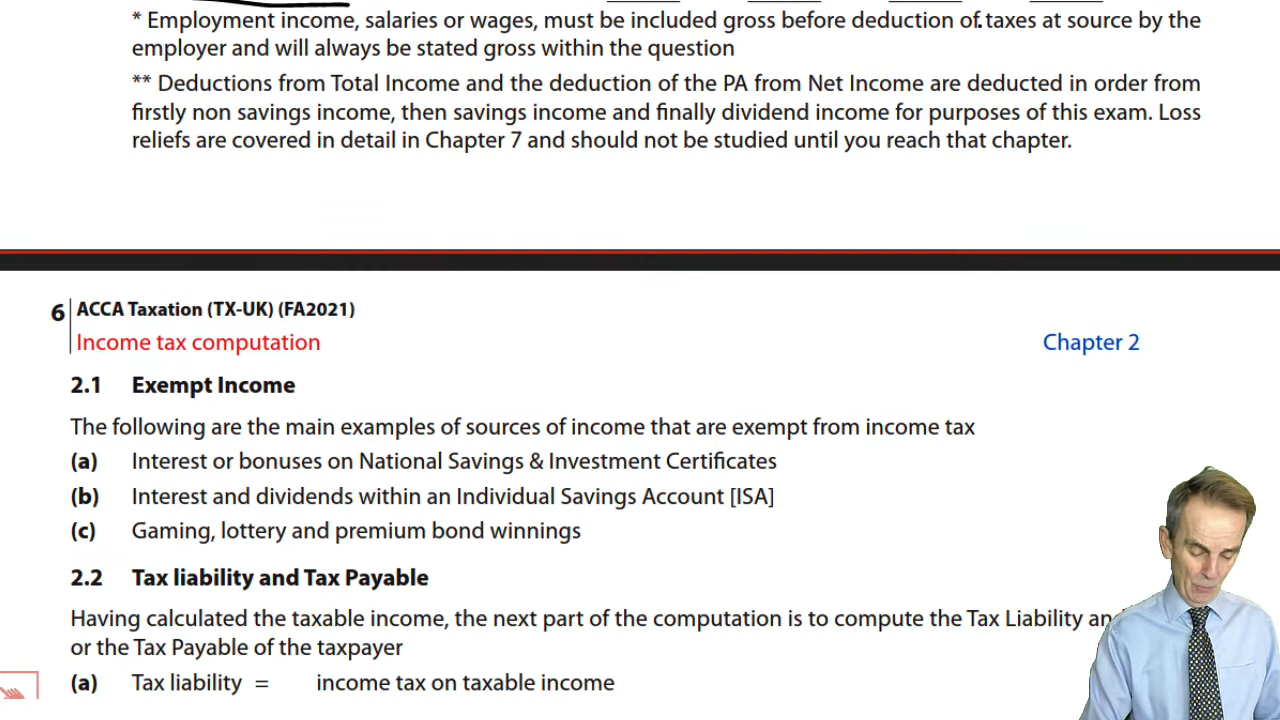 * Employment income, salaries or wages, must be included gross before deduction of taxes at source by the
employer and will always be stated gross within the question
** Deductions from Total Income and the deduction of the PA from Net Income are deducted in order from
firstly non savings income, then savings income and finally dividend income for purposes of this exam. Loss
reliefs are covered in detail in Chapter 7 and should not be studied until you reach that chapter.
6
ACCA Taxation (TX-UK) (FA2021)
Income tax computation Chapter 2
2.1 Exempt Income
The following are the main examples of sources of income that are exempt from income tax
(a) Interest or bonuses on National Savings & Investment Certificates
(b) Interest and dividends within an Individual Savings Account [ISA]
(c) Gaming, lottery and premium bond winnings
2.2 Tax liability and Tax Payable
Having calculated the taxable income, the next part of the computation is to compute the Tax Liability
or the Tax Payable of the taxpayer
(a) Tax liability = income tax on taxable income